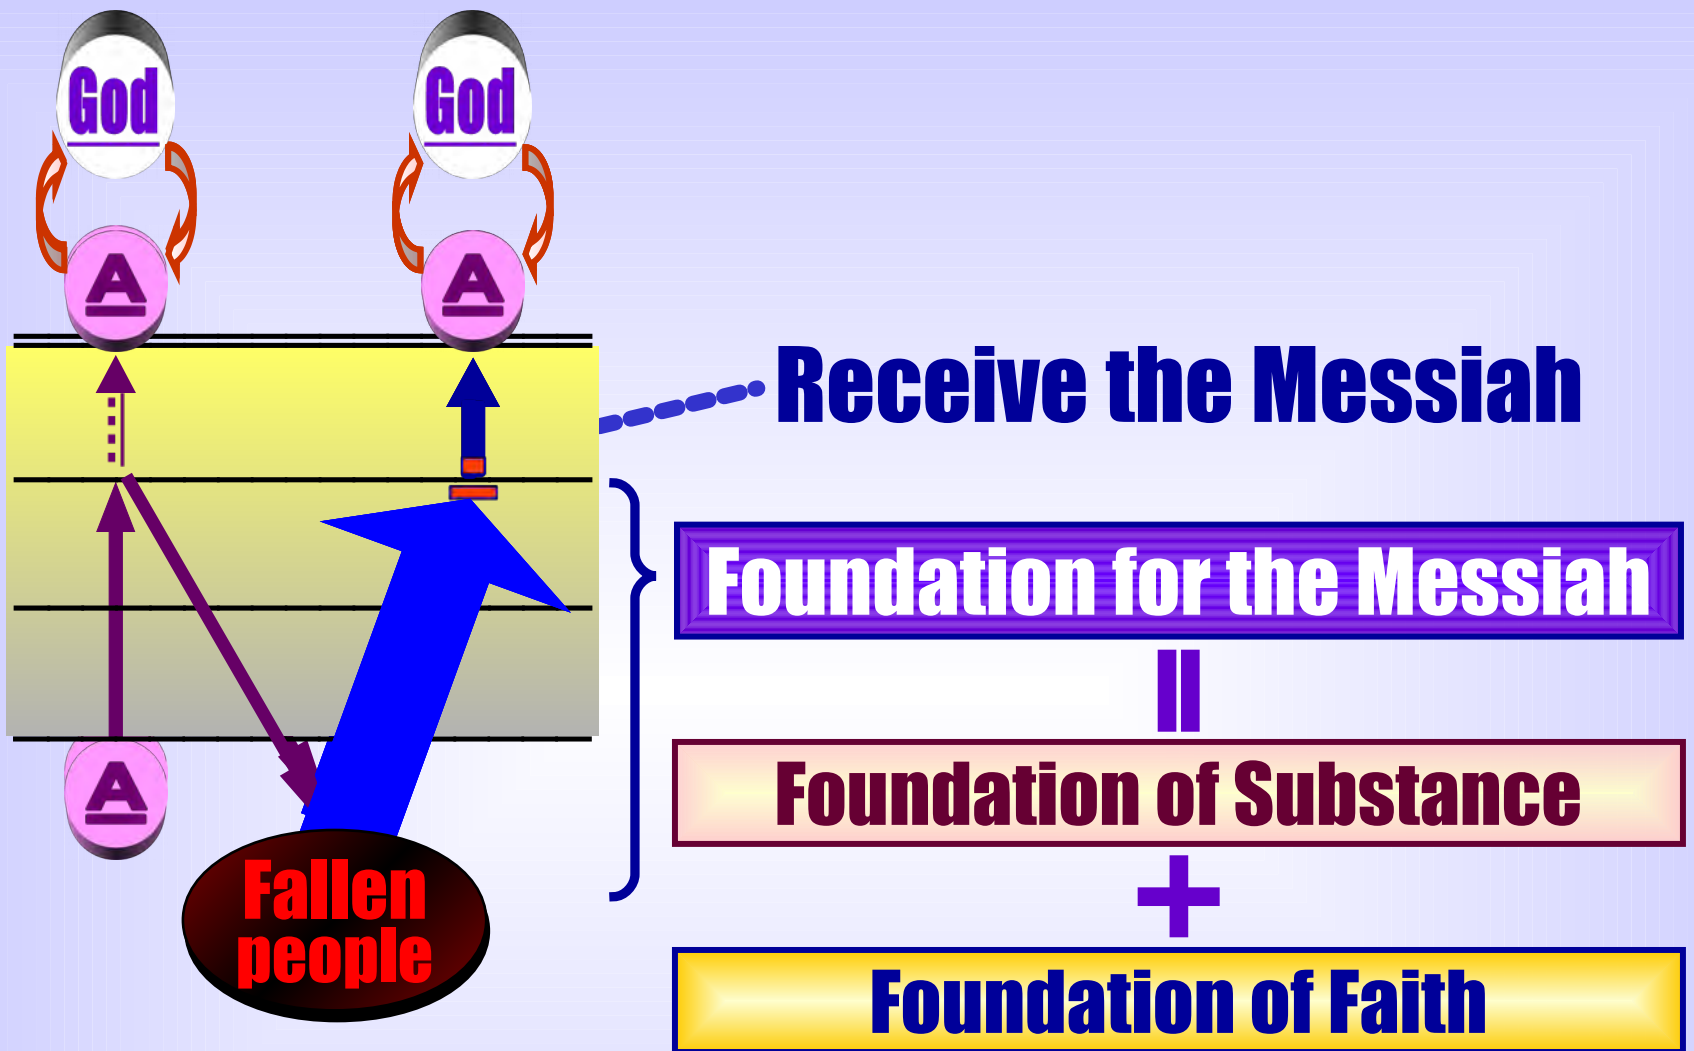 God
God
A
A
Receive the Messiah
Foundation for the Messiah
=
Foundation of Substance
+
Foundation of Faith
A
Fallen
people